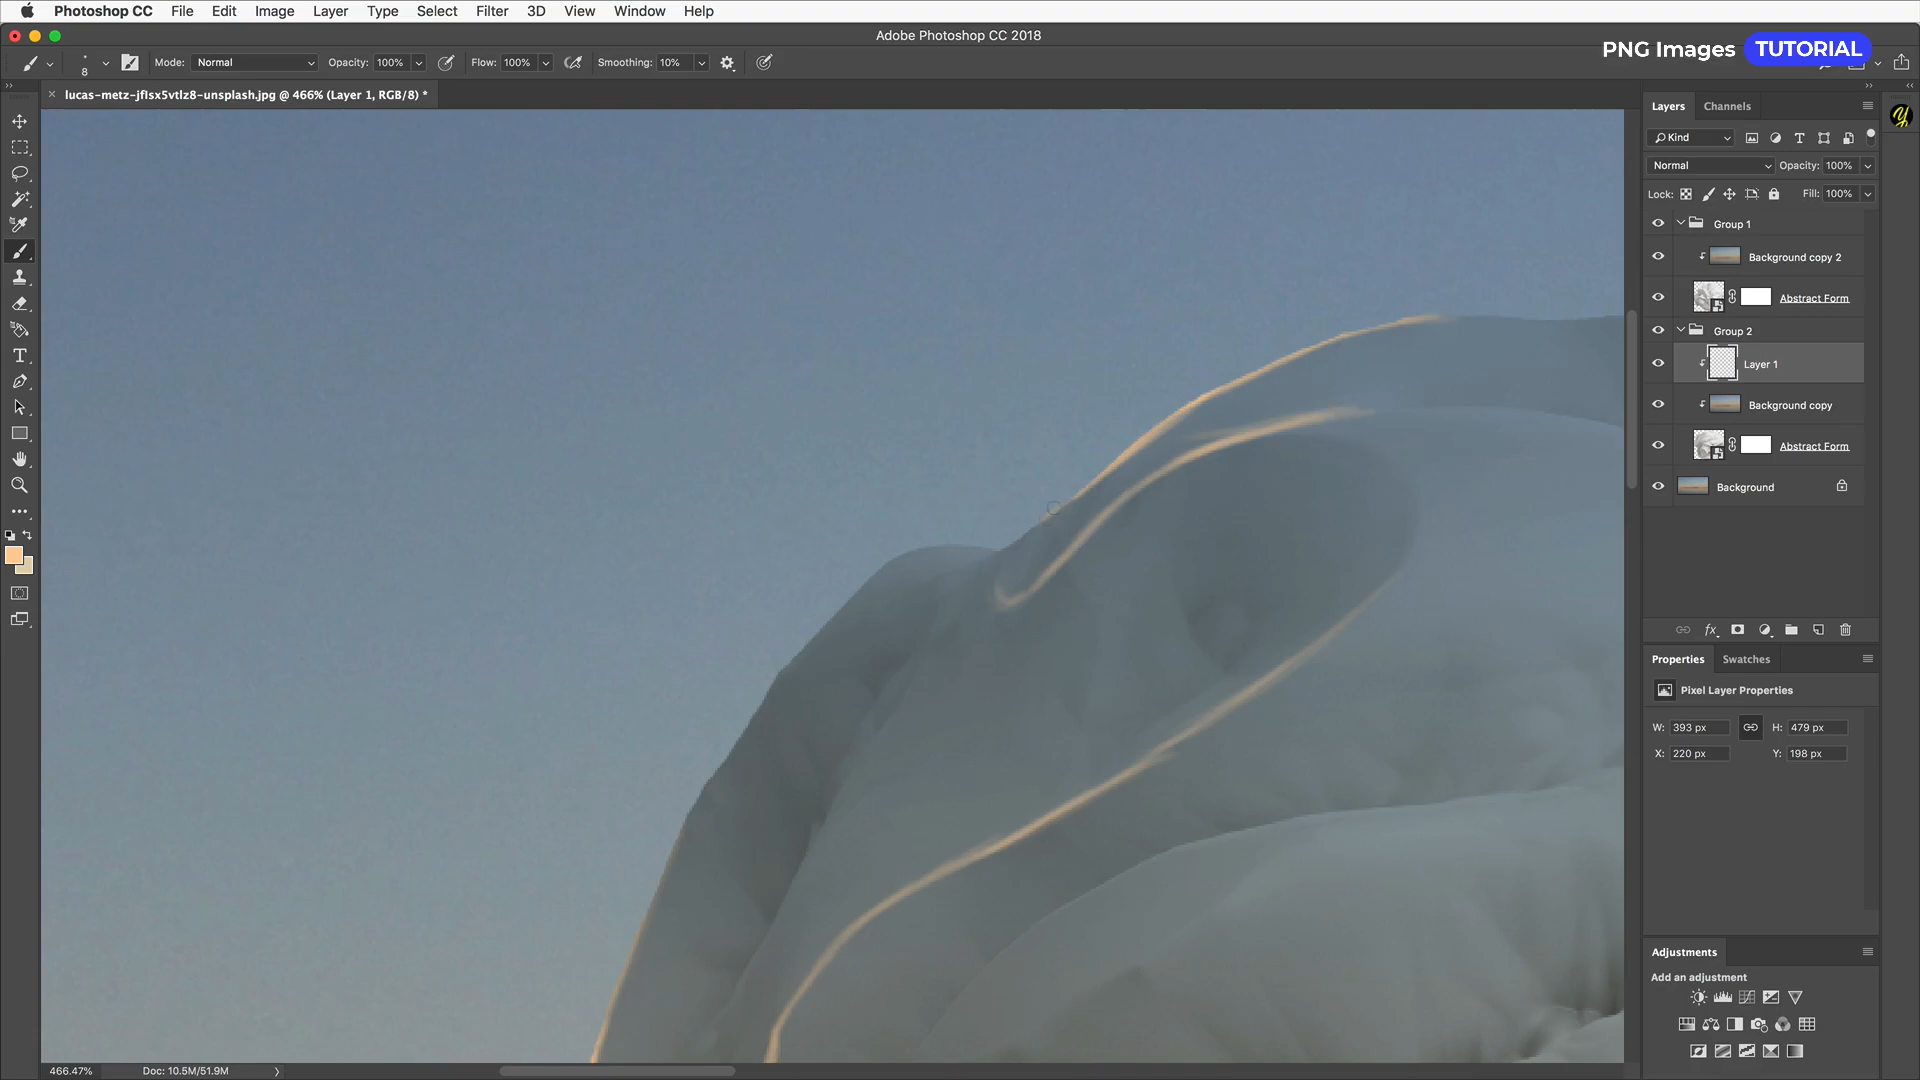 Photoshop CC File Edit Image Layer Type Select Filter 3D View Window Help
Adobe Photoshop CC 2018
PNG Images TUTORIAL
8 Mode: Normal Opacity: 100% Flow: 100% Smoothing: 10%
lucas-metz-jflsx5vtlz8-unsplash.jpg @ 466% (Layer 1, RGB/8) *
Layers Channels
Kind
Normal Opacity: 100%
Lock: Fill: 100%
Group 1
Background copy 2
Abstract Form
Group 2
Layer 1
Background copy
Abstract Form
Background
fx
Properties Swatches
Pixel Layer Properties
W: 393 px H: 479 px
X: 220 px Y: 198 px
Adjustments
Add an adjustment
466.47% Doc: 10.5M/51.9M